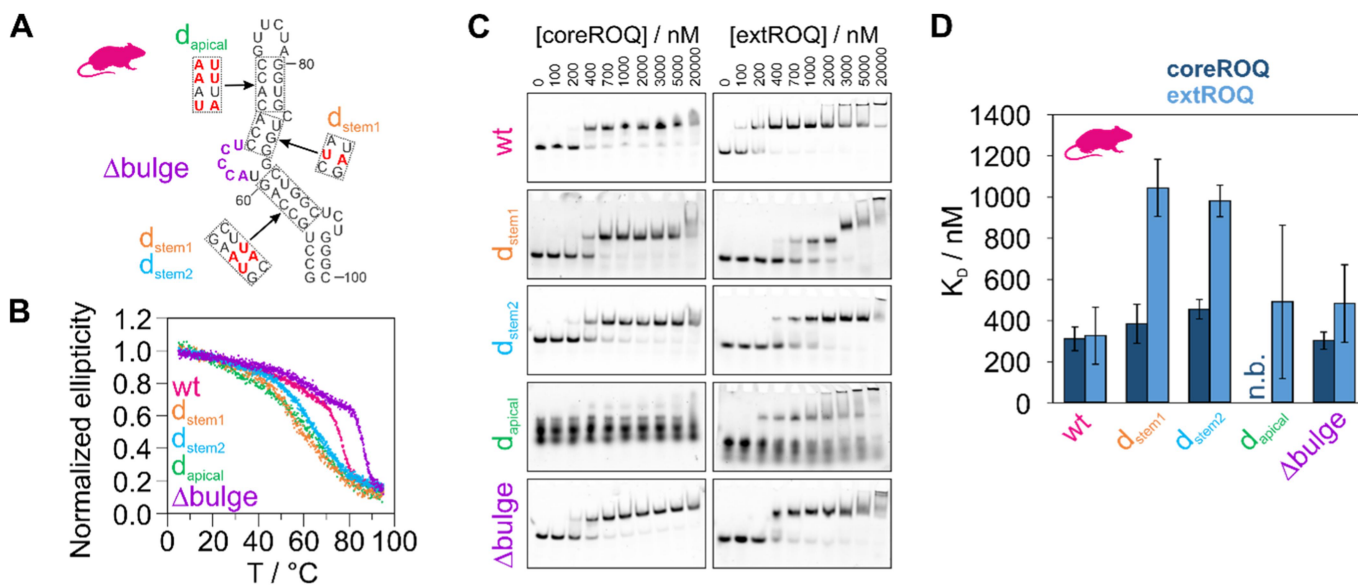 A
d_apical
A U
A U
A U
U A
U
C
U
U
A
G
–80
Δbulge
60
d_stem1
d_stem1
d_stem2
–100
B
Normalized ellipticity
1.2
1.0
0.8
0.6
0.4
0.2
0.0
wt
d_stem1
d_stem2
d_apical
Δbulge
0 20 40 60 80 100
T / °C
C
[coreROQ] / nM [extROQ] / nM
0 100 200 400 700 1000 2000 3000 5000 20000 0 100 200 400 700 1000 2000 3000 5000 20000
wt
d_stem1
d_stem2
d_apical
Δbulge
D
coreROQ
extROQ
K_D / nM
1400
1200
1000
800
600
400
200
0
n.b.
wt d_stem1 d_stem2 d_apical Δbulge